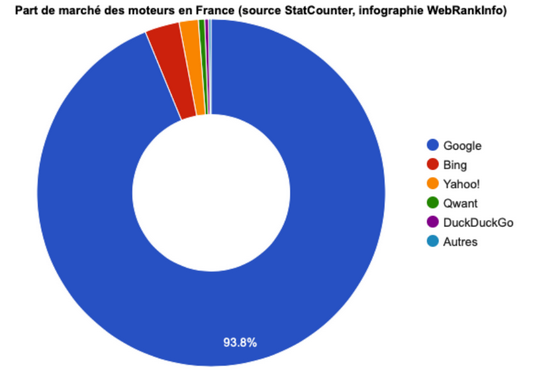 Part de marché des moteurs en France (source StatCounter, infographie WebRankInfo)
Google
Bing
Yahoo!
Qwant
DuckDuckGo
Autres
93.8%